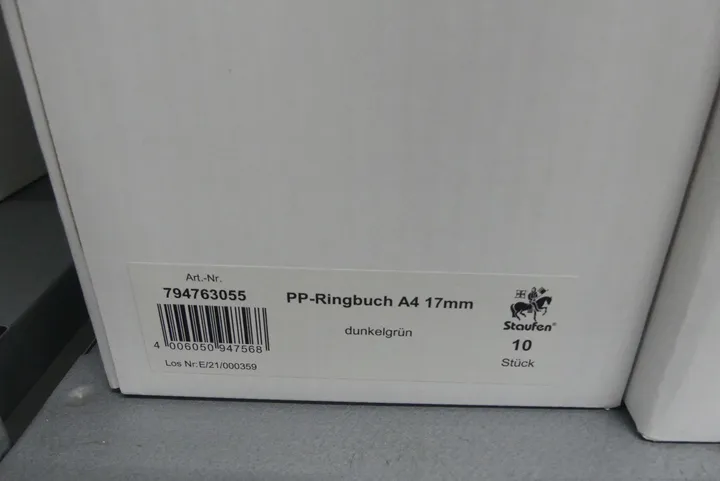 Art.-Nr.
794763055
4 006050 947568
Los Nr:E/21/000359
PP-Ringbuch A4 17mm
dunkelgrün
Staufen®
10
Stück